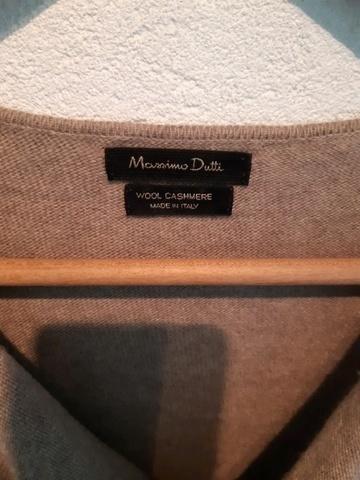 Massimo Dutti
WOOL CASHMERE
MADE IN ITALY